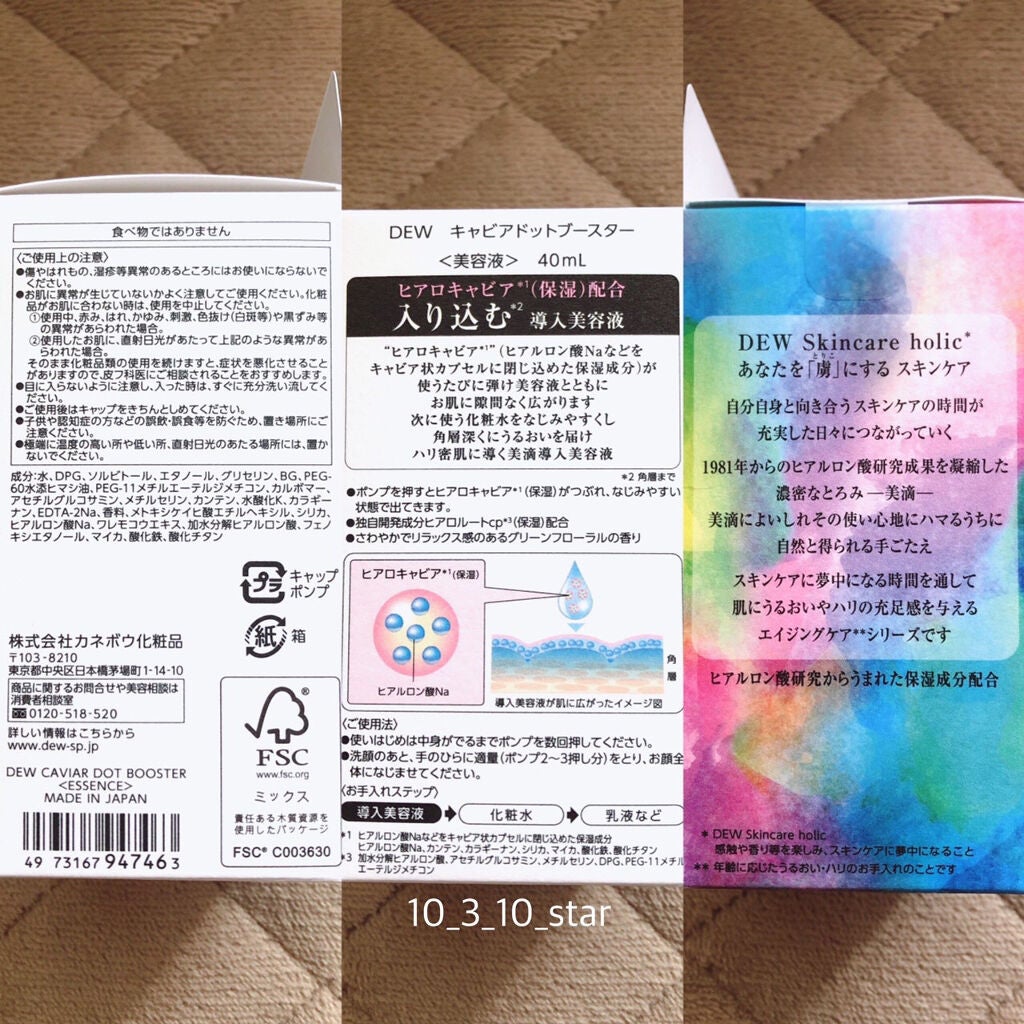 食べ物ではありません
〈ご使用上の注意〉
●傷やはれもの、湿疹等異常のあるところにはお使いにならないで
ください。
●お肌に異常が生じていないかよく注意してご使用ください。化粧
品がお肌に合わない時は、使用を中止してください。
①使用中、赤み、はれ、かゆみ、刺激、色抜け(白斑等)や黒ずみ等
の異常があらわれた場合。
②使用したお肌に、直射日光があたって上記のような異常があ
らわれた場合。
そのまま化粧品類の使用を続けますと、症状を悪化させること
がありますので、皮フ科医にご相談されることをおすすめします。
●目に入らないように注意し、入った時は、すぐに充分洗い流してく
ださい。
●ご使用後はキャップをきちんとしめてください。
●子供や認知症の方などの誤飲・誤食等を防ぐため、置き場所にご
注意ください。
●極端に温度の高い所や低い所、直射日光のあたる場所には、置か
ないでください。
成分:水、DPG、ソルビトール、エタノール、グリセリン、BG、PEG-
60水添ヒマシ油、PEG-11メチルエーテルジメチコン、カルボマー、
アセチルグルコサミン、メチルセリン、カンテン、水酸化K、カラギ
ーナン、EDTA-2Na、香料、メトキシケイヒ酸エチルヘキシル、シリカ、
ヒアルロン酸Na、ワレモコウエキス、加水分解ヒアルロン酸、フェノ
キシエタノール、マイカ、酸化鉄、酸化チタン
プラ
キャップ
ポンプ
紙
箱
株式会社カネボウ化粧品
〒103-8210
東京都中央区日本橋茅場町1-14-10
商品に関するお問合せや美容相談は
消費者相談室
0120-518-520
詳しい情報はこちらから
www.dew-sp.jp
DEW CAVIAR DOT BOOSTER
<ESSENCE>
MADE IN JAPAN
4 973167 947463
®
FSC
www.fsc.org
ミックス
責任ある木質資源を
使用したパッケージ
FSC® C003630
DEW キャビアドットブースター
<美容液> 40mL
ヒアロキャビア*1(保湿)配合
入り込む*2 導入美容液
“ヒアロキャビア*1”(ヒアルロン酸Naなどを
キャビア状カプセルに閉じ込めた保湿成分)が
使うたびに弾け美容液とともに
お肌に隙間なく広がります
次に使う化粧水をなじみやすくし
角層深くにうるおいを届け
ハリ密肌に導く美滴導入美容液
*2 角層まで
●ポンプを押すとヒアロキャビア*1(保湿)がつぶれ、なじみやすい
状態で出てきます。
●独自開発成分ヒアロルートcp*3(保湿)配合
●さわやかでリラックス感のあるグリーンフローラルの香り
ヒアロキャビア*1(保湿)
ヒアルロン酸Na
角層
導入美容液が肌に広がったイメージ図
〈ご使用法〉
●使いはじめは中身がでるまでポンプを数回押してください。
●洗顔のあと、手のひらに適量(ポンプ2〜3押し分)をとり、お顔全
体になじませてください。
〈お手入れステップ〉
導入美容液 → 化粧水 → 乳液など
*1 ヒアルロン酸Naなどをキャビア状カプセルに閉じ込めた保湿成分
ヒアルロン酸Na、カンテン、カラギーナン、シリカ、マイカ、酸化鉄、酸化チタン
*3 加水分解ヒアルロン酸、アセチルグルコサミン、メチルセリン、DPG、PEG-11メチル
エーテルジメチコン
10_3_10_star
DEW Skincare holic*
あなたを「虜」にする スキンケア
とりこ
自分自身と向き合うスキンケアの時間が
充実した日々につながっていく
1981年からのヒアルロン酸研究成果を凝縮した
濃密なとろみ ―美滴―
美滴によいしれその使い心地にハマるうちに
自然と得られる手ごたえ
スキンケアに夢中になる時間を通して
肌にうるおいやハリの充足感を与える
エイジングケア**シリーズです
ヒアルロン酸研究からうまれた保湿成分配合
* DEW Skincare holic
感触や香り等を楽しみ、スキンケアに夢中になること
** 年齢に応じたうるおい・ハリのお手入れのことです